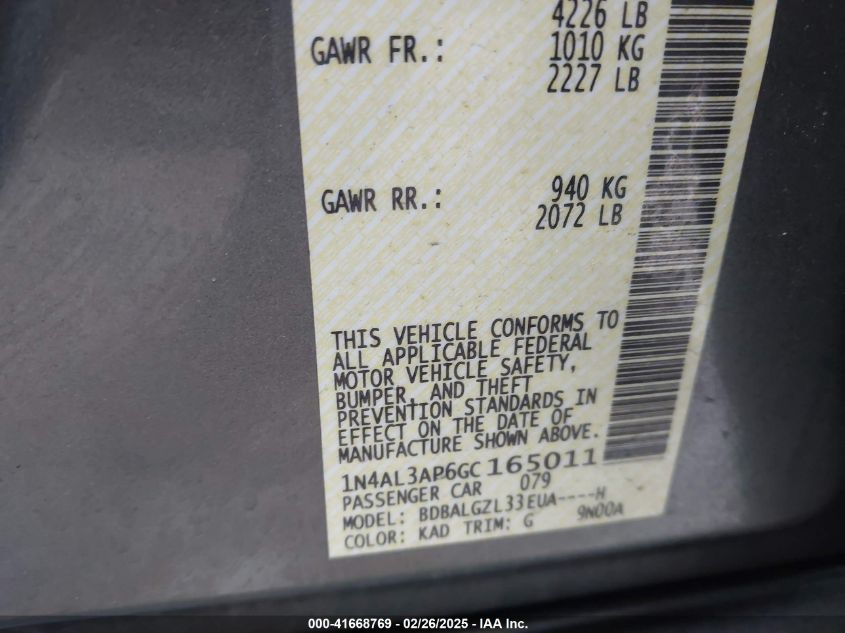 4226 LB
GAWR FR.: 1010 KG
2227 LB
GAWR RR.: 940 KG
2072 LB
THIS VEHICLE CONFORMS TO
ALL APPLICABLE FEDERAL
MOTOR VEHICLE SAFETY,
BUMPER, AND THEFT
PREVENTION STANDARDS IN
EFFECT ON THE DATE OF
MANUFACTURE SHOWN ABOVE.
1N4AL3AP6GC165011
PASSENGER CAR 079
MODEL: BDBALGZL33EUA----H
COLOR: KAD TRIM: G 9N00A
000-41668769 - 02/26/2025 - IAA Inc.